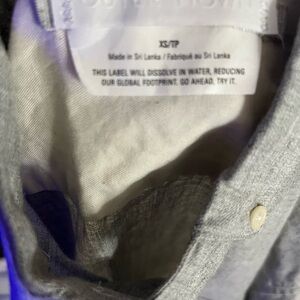 XS/TP
Made in Sri Lanka / Fabriqué au Sri Lanka
THIS LABEL WILL DISSOLVE IN WATER, REDUCING
OUR GLOBAL FOOTPRINT. GO AHEAD, TRY IT.